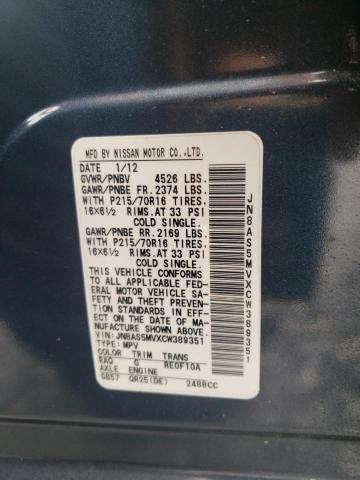 MFD BY NISSAN MOTOR CO.,LTD.
DATE 1/12
GVWR/PNBV 4526 LBS.
GAWR/PNBE FR. 2374 LBS.
WITH P215/70R16 TIRES
16X6½ RIMS.AT 33 PSI
COLD SINGLE.
GAWR/PNBE RR. 2169 LBS.
WITH P215/70R16 TIRES
16X6½ RIMS.AT 33 PSI
COLD SINGLE.
THIS VEHICLE CONFORMS
TO ALL APPLICABLE FED-
ERAL MOTOR VEHICLE SA-
FETY AND THEFT PREVEN-
TION STANDARDS IN EFF-
ECT ON THE DATE OF MA-
NUFACTURE SHOWN ABOVE.
JN8AS5MVXCW389351
TYPE: MPV
COLOR TRIM TRANS
RAQ G RE0F10A
AXLE ENGINE
GB57 QR25(DE) 2488CC
JN8AS5MVXCW389351